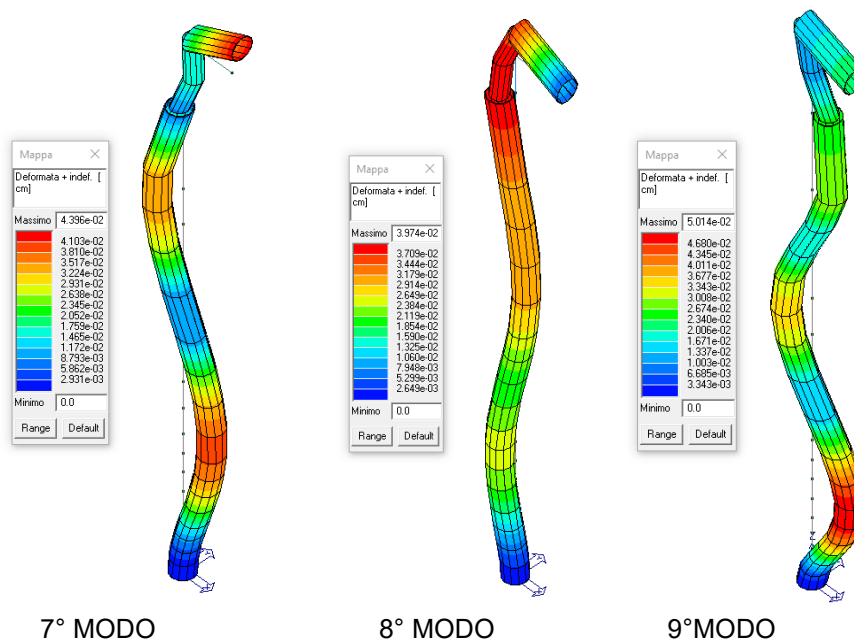 Mappa
Deformata + indef. [
cm]
Massimo 4.396e-02
4.103e-02
3.810e-02
3.517e-02
3.224e-02
2.931e-02
2.638e-02
2.345e-02
2.052e-02
1.759e-02
1.465e-02
1.172e-02
8.793e-03
5.862e-03
2.931e-03
Minimo 0.0
Range Default
7° MODO
Mappa
Deformata + indef. [
cm]
Massimo 3.974e-02
3.709e-02
3.444e-02
3.179e-02
2.914e-02
2.649e-02
2.384e-02
2.119e-02
1.854e-02
1.590e-02
1.325e-02
1.060e-02
7.948e-03
5.299e-03
2.649e-03
Minimo 0.0
Range Default
8° MODO
Mappa
Deformata + indef. [
cm]
Massimo 5.014e-02
4.680e-02
4.345e-02
4.011e-02
3.677e-02
3.343e-02
3.008e-02
2.674e-02
2.340e-02
2.006e-02
1.671e-02
1.337e-02
1.003e-02
6.685e-03
3.343e-03
Minimo 0.0
Range Default
9°MODO